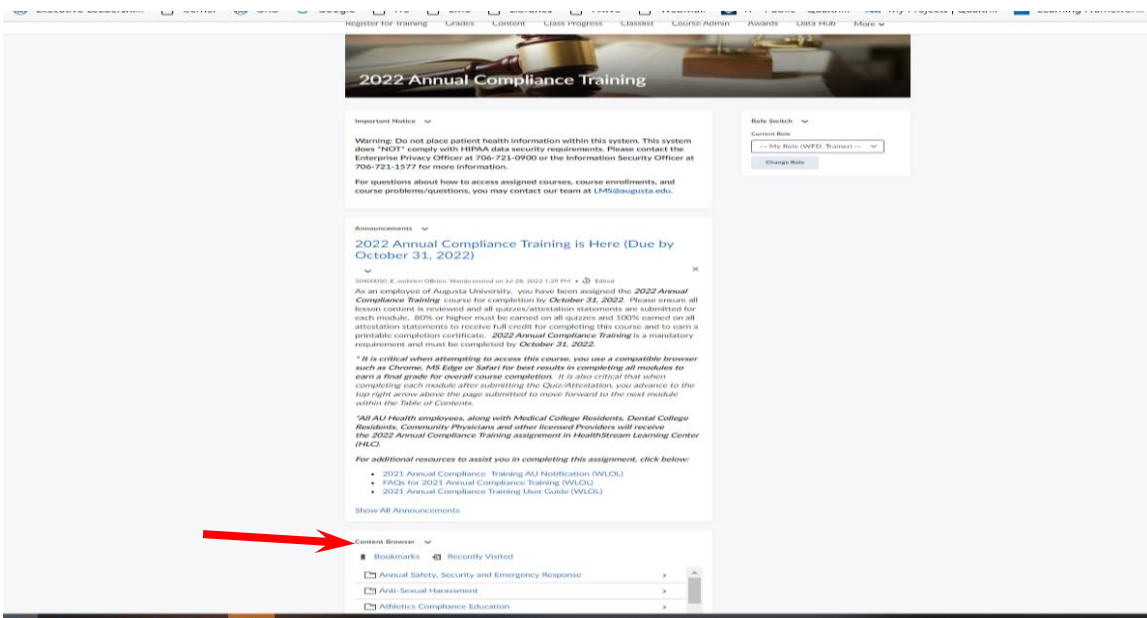 Executive Leadersh...
Register for Training Grades Content Class Progress Classlist Course Admin Awards Data Hub More
2022 Annual Compliance Training
Important Notice
Warning: Do not place patient health information within this system. This system
does "NOT" comply with HIPAA data security requirements. Please contact the
Enterprise Privacy Officer at 706-721-0900 or the Information Security Officer at
706-721-1577 for more information.
For questions about how to access assigned courses, course enrollments, and
course problems/questions, you may contact our team at LMS@augusta.edu.
Role Switch
Current Role
-- My Role (WFD_Trainer) --
Change Role
Announcements
2022 Annual Compliance Training is Here (Due by
October 31, 2022)
Wanda posted on Jul 28, 2022 1:29 PM • Edited
As an employee of Augusta University, you have been assigned the 2022 Annual
Compliance Training course for completion by October 31, 2022. Please ensure all
lesson content is reviewed and all quizzes/attestation statements are submitted for
each module. 80% or higher must be earned on all quizzes and 100% earned on all
attestation statements to receive full credit for completing this course and to earn a
printable completion certificate. 2022 Annual Compliance Training is a mandatory
requirement and must be completed by October 31, 2022.
* It is critical when attempting to access this course, you use a compatible browser
such as Chrome, MS Edge or Safari for best results in completing all modules to
earn a final grade for overall course completion. It is also critical that when
completing each module after submitting the Quiz/Attestation, you advance to the
top right arrow above the page submitted to move forward to the next module
within the Table of Contents.
*All AU Health employees, along with Medical College Residents, Dental College
Residents, Community Physicians and other licensed Providers will receive
the 2022 Annual Compliance Training assignment in HealthStream Learning Center
(HLC).
For additional resources to assist you in completing this assignment, click below:
• 2021 Annual Compliance Training AU Notification (WLOL)
• FAQs for 2021 Annual Compliance Training (WLOL)
• 2021 Annual Compliance Training User Guide (WLOL)
Show All Announcements
Content Browser
Bookmarks Recently Visited
Annual Safety, Security and Emergency Response
Anti-Sexual Harassment
Athletics Compliance Education